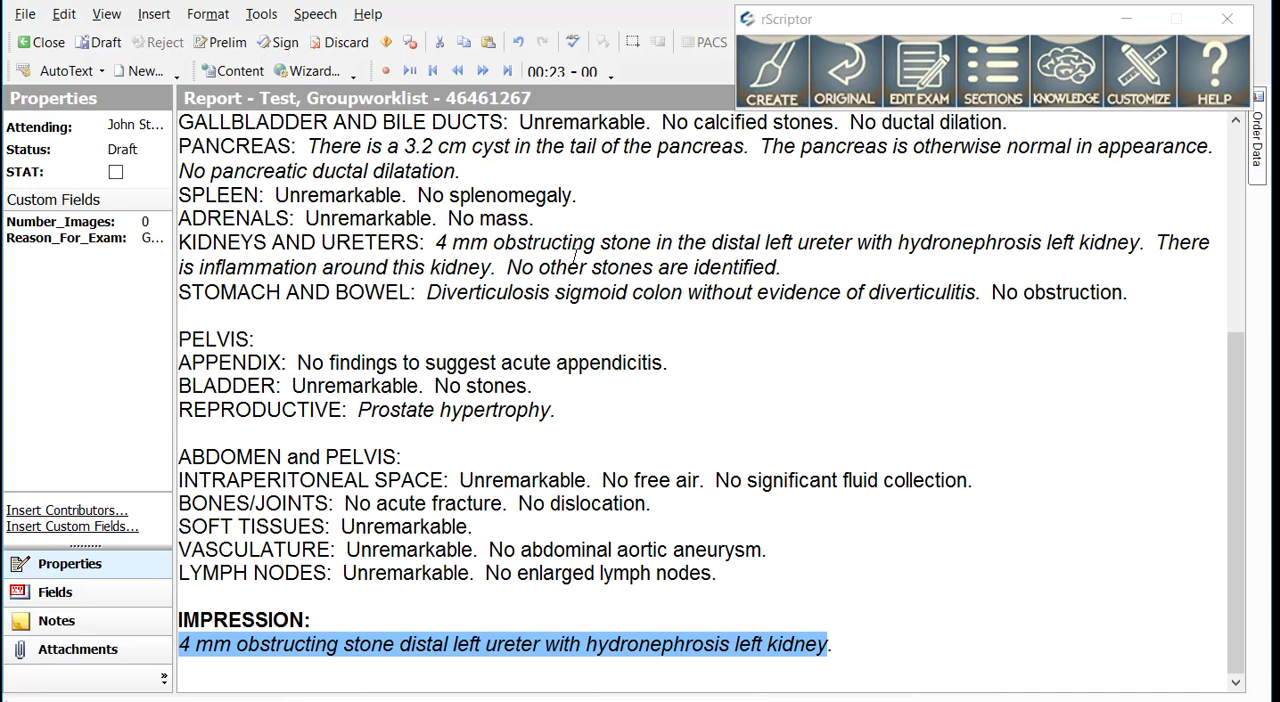 File Edit View Insert Format Tools Speech Help
rScriptor
Close Draft Reject Prelim Sign Discard PACS
AutoText New... Content Wizard... 00:23 - 00
CREATE ORIGINAL EDIT EXAM SECTIONS KNOWLEDGE CUSTOMIZE HELP
Properties
Report - Test, Groupworklist - 46461267
Order Data
Attending: John St...
Status: Draft
STAT:
Custom Fields
Number_Images: 0
Reason_For_Exam: G...
Insert Contributors...
Insert Custom Fields...
Properties
Fields
Notes
Attachments
GALLBLADDER AND BILE DUCTS: Unremarkable. No calcified stones. No ductal dilation.
PANCREAS: There is a 3.2 cm cyst in the tail of the pancreas. The pancreas is otherwise normal in appearance.
No pancreatic ductal dilatation.
SPLEEN: Unremarkable. No splenomegaly.
ADRENALS: Unremarkable. No mass.
KIDNEYS AND URETERS: 4 mm obstructing stone in the distal left ureter with hydronephrosis left kidney. There
is inflammation around this kidney. No other stones are identified.
STOMACH AND BOWEL: Diverticulosis sigmoid colon without evidence of diverticulitis. No obstruction.
PELVIS:
APPENDIX: No findings to suggest acute appendicitis.
BLADDER: Unremarkable. No stones.
REPRODUCTIVE: Prostate hypertrophy.
ABDOMEN and PELVIS:
INTRAPERITONEAL SPACE: Unremarkable. No free air. No significant fluid collection.
BONES/JOINTS: No acute fracture. No dislocation.
SOFT TISSUES: Unremarkable.
VASCULATURE: Unremarkable. No abdominal aortic aneurysm.
LYMPH NODES: Unremarkable. No enlarged lymph nodes.
IMPRESSION:
4 mm obstructing stone distal left ureter with hydronephrosis left kidney.